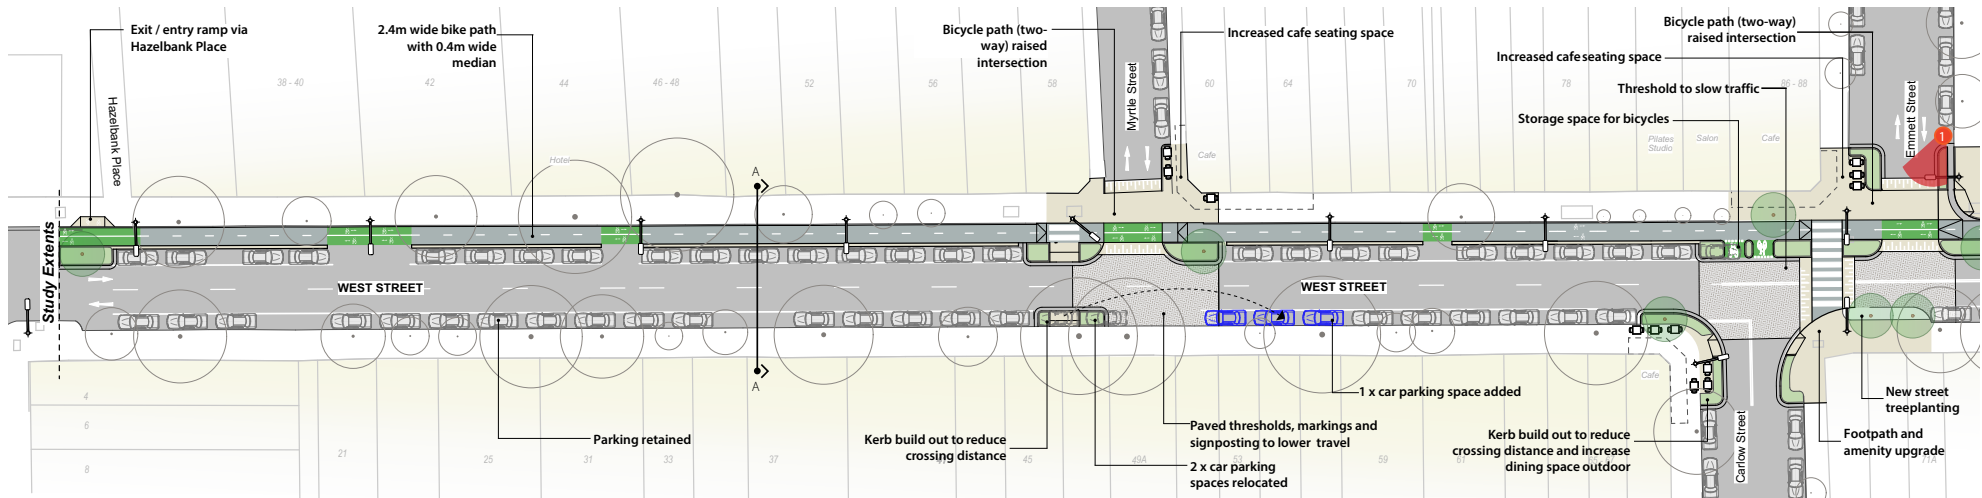 Exit / entry ramp via
Hazelbank Place
2.4m wide bike path
with 0.4m wide
median
Bicycle path (two-
way) raised
intersection
Increased cafe seating space
Bicycle path (two-way)
raised intersection
Increased cafe seating space
Threshold to slow traffic
Storage space for bicycles
38 - 40
42
44
46 - 48
52
56
58
60
64
70
78
86 - 88
Hazelbank Place
Myrtle Street
Emmett Street
1
Hotel
Cafe
Pilates
Studio
Salon
Cafe
A
Study Extents
WEST STREET
WEST STREET
A
Cafe
4
6
8
21
25
31
33
37
45
49A
53
59
61
71A
Parking retained
Kerb build out to reduce
crossing distance
Paved thresholds, markings and
signposting to lower travel
2 x car parking
spaces relocated
1 x car parking space added
Kerb build out to reduce
crossing distance and increase
dining space outdoor
Carlow Street
Footpath and
amenity upgrade
New street
treeplanting